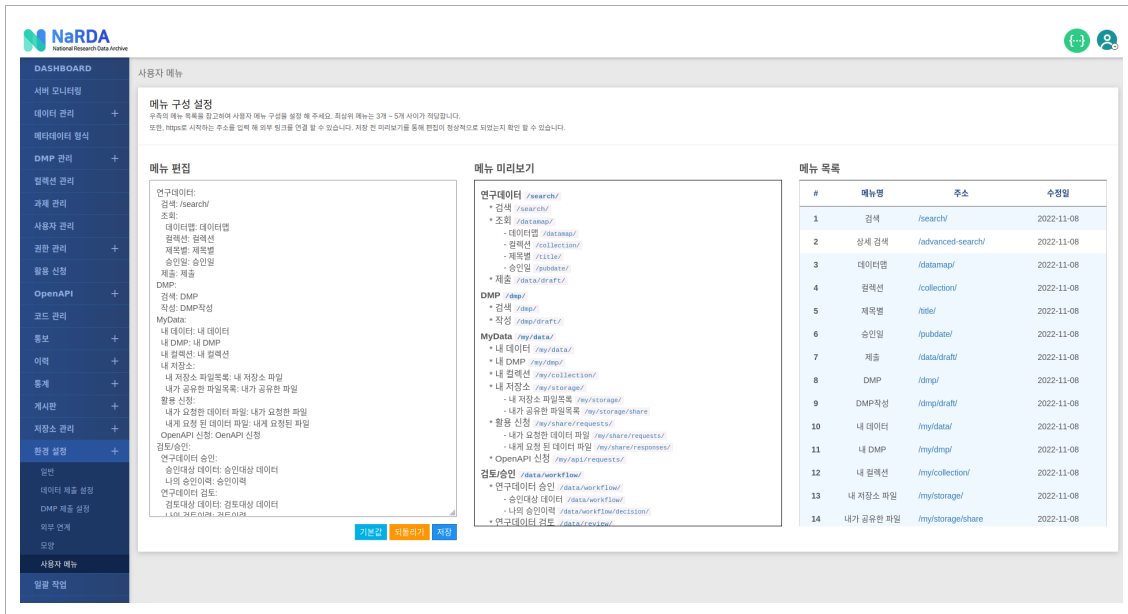 NaRDA
National Research Data Archive
{···}
DASHBOARD
서버 모니터링
데이터 관리 +
메타데이터 형식
DMP 관리 +
컬렉션 관리
과제 관리
사용자 관리
권한 관리 +
활용 신청
OpenAPI +
코드 관리
통보 +
이력 +
통계 +
게시판 +
저장소 관리 +
환경 설정 +
일반
데이터 제출 설정
DMP 제출 설정
외부 연계
모양
사용자 메뉴
일괄 작업
사용자 메뉴
메뉴 구성 설정
우측의 메뉴 목록을 참고하여 사용자 메뉴 구성을 설정 해 주세요. 최상위 메뉴는 3개 ~ 5개 사이가 적당합니다.
또한, https로 시작하는 주소를 입력 해 외부 링크를 연결 할 수 있습니다. 저장 전 미리보기를 통해 편집이 정상적으로 되었는지 확인 할 수 있습니다.
메뉴 편집
연구데이터:
검색: /search/
조회:
데이터맵: 데이터맵
컬렉션: 컬렉션
제목별: 제목별
승인일: 승인일
제출: 제출
DMP:
검색: DMP
작성: DMP작성
MyData:
내 데이터: 내 데이터
내 DMP: 내 DMP
내 컬렉션: 내 컬렉션
내 저장소:
내 저장소 파일목록: 내 저장소 파일
내가 공유한 파일목록: 내가 공유한 파일
활용 신청:
내가 요청한 데이터 파일: 내가 요청한 파일
내게 요청 된 데이터 파일: 내게 요청된 파일
OpenAPI 신청: OenAPI 신청
검토/승인:
연구데이터 승인:
승인대상 데이터: 승인대상 데이터
나의 승인이력: 승인이력
연구데이터 검토:
검토대상 데이터: 검토대상 데이터
나의 검토이력: 검토이력
기본값 되돌리기 저장
메뉴 미리보기
연구데이터 /search/
* 검색 /search/
* 조회 /datamap/
- 데이터맵 /datamap/
- 컬렉션 /collection/
- 제목별 /title/
- 승인일 /pubdate/
* 제출 /data/draft/
DMP /dmp/
* 검색 /dmp/
* 작성 /dmp/draft/
MyData /my/data/
* 내 데이터 /my/data/
* 내 DMP /my/dmp/
* 내 컬렉션 /my/collection/
* 내 저장소 /my/storage/
- 내 저장소 파일목록 /my/storage/
- 내가 공유한 파일목록 /my/storage/share
* 활용 신청 /my/share/requests/
- 내가 요청한 데이터 파일 /my/share/requests/
- 내게 요청 된 데이터 파일 /my/share/responses/
* OpenAPI 신청 /my/api/requests/
검토/승인 /data/workflow/
* 연구데이터 승인 /data/workflow/
- 승인대상 데이터 /data/workflow/
- 나의 승인이력 /data/workflow/decision/
* 연구데이터 검토 /data/review/
메뉴 목록
# 메뉴명 주소 수정일
1 검색 /search/ 2022-11-08
2 상세 검색 /advanced-search/ 2022-11-08
3 데이터맵 /datamap/ 2022-11-08
4 컬렉션 /collection/ 2022-11-08
5 제목별 /title/ 2022-11-08
6 승인일 /pubdate/ 2022-11-08
7 제출 /data/draft/ 2022-11-08
8 DMP /dmp/ 2022-11-08
9 DMP작성 /dmp/draft/ 2022-11-08
10 내 데이터 /my/data/ 2022-11-08
11 내 DMP /my/dmp/ 2022-11-08
12 내 컬렉션 /my/collection/ 2022-11-08
13 내 저장소 파일 /my/storage/ 2022-11-08
14 내가 공유한 파일 /my/storage/share 2022-11-08